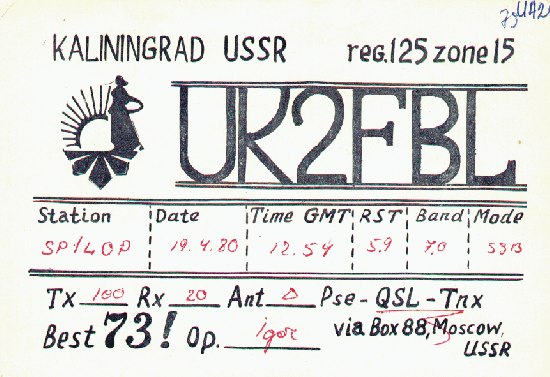 KALININGRAD USSR reg.125 zone 15
UK2FBL
Station Date Time GMT RST Band Mode
19.4.80 12.54 59 7.0 SSB
Tx 100 Rx 20 Ant Δ Pse - QSL - Tnx
Best 73! Op. Igor via Box 88, Moscow,
USSR